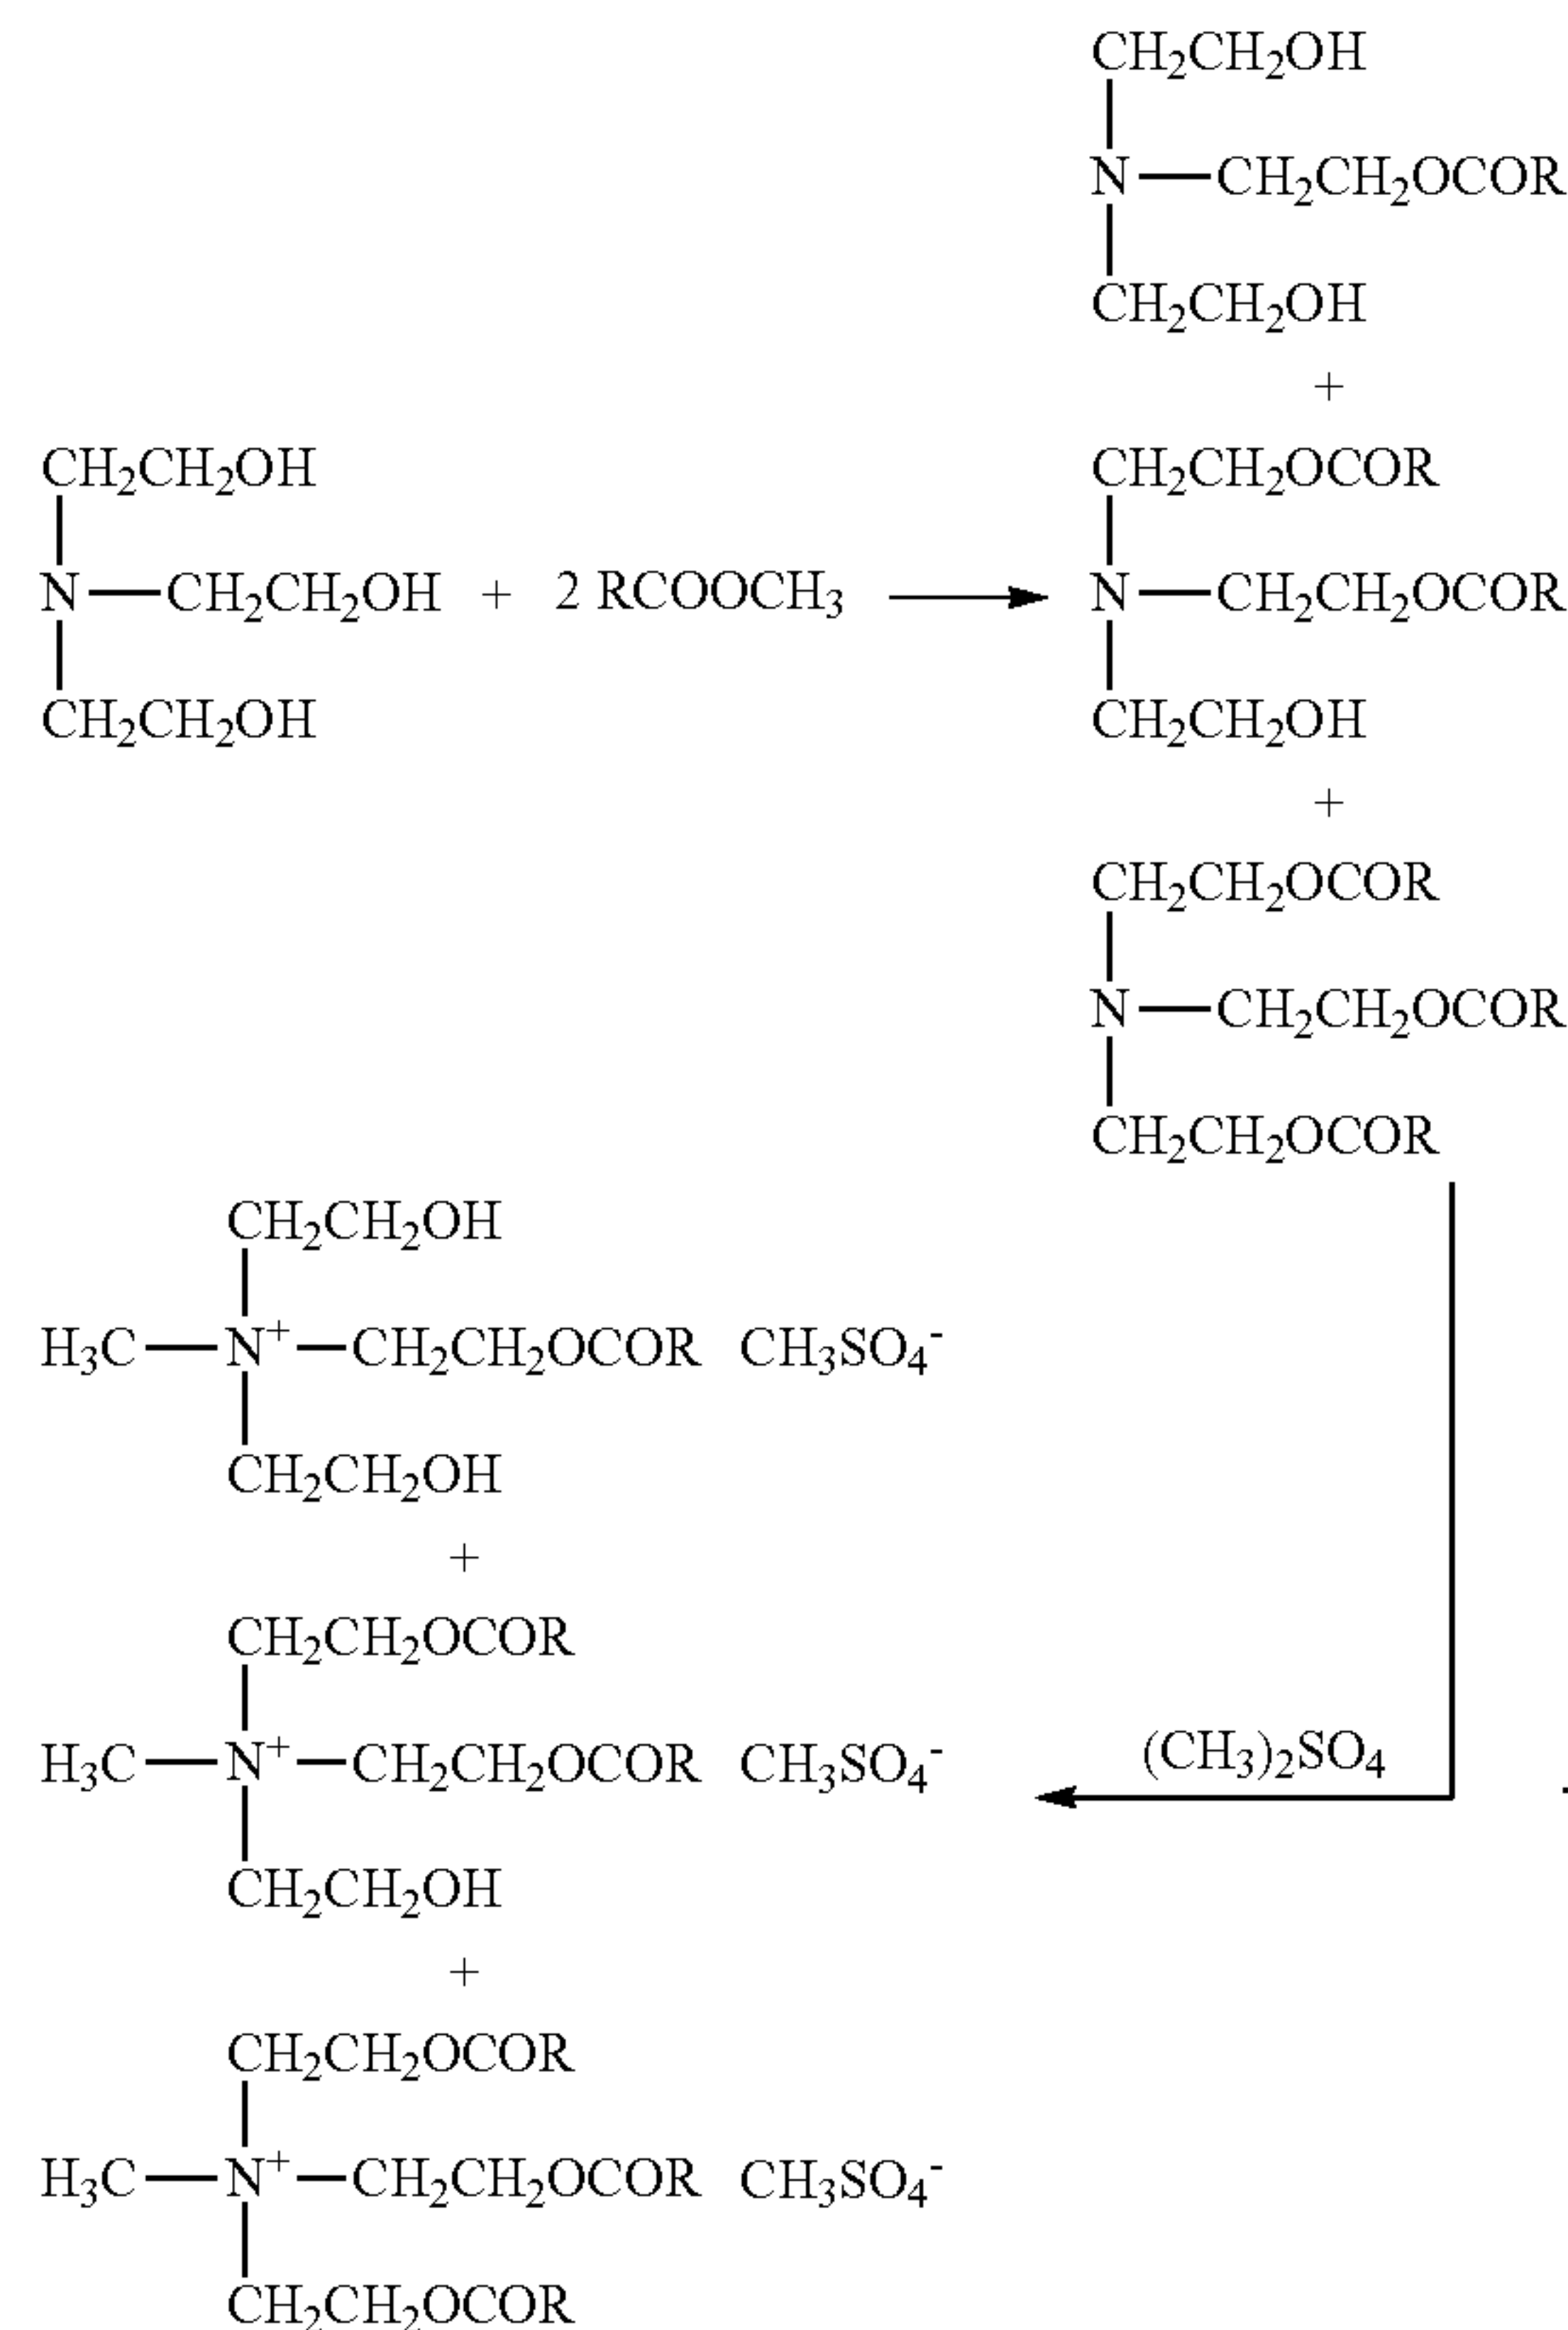 CH₂CH₂OH
N—CH₂CH₂OCOR
CH₂CH₂OH
+
CH₂CH₂OH
N—CH₂CH₂OH + 2 RCOOCH₃
CH₂CH₂OH
CH₂CH₂OCOR
N—CH₂CH₂OCOR
CH₂CH₂OH
+
CH₂CH₂OCOR
N—CH₂CH₂OCOR
CH₂CH₂OCOR
(CH₃)₂SO₄
CH₂CH₂OH
H₃C—N⁺—CH₂CH₂OCOR CH₃SO₄⁻
CH₂CH₂OH
+
CH₂CH₂OCOR
H₃C—N⁺—CH₂CH₂OCOR CH₃SO₄⁻
CH₂CH₂OH
+
CH₂CH₂OCOR
H₃C—N⁺—CH₂CH₂OCOR CH₃SO₄⁻
CH₂CH₂OCOR